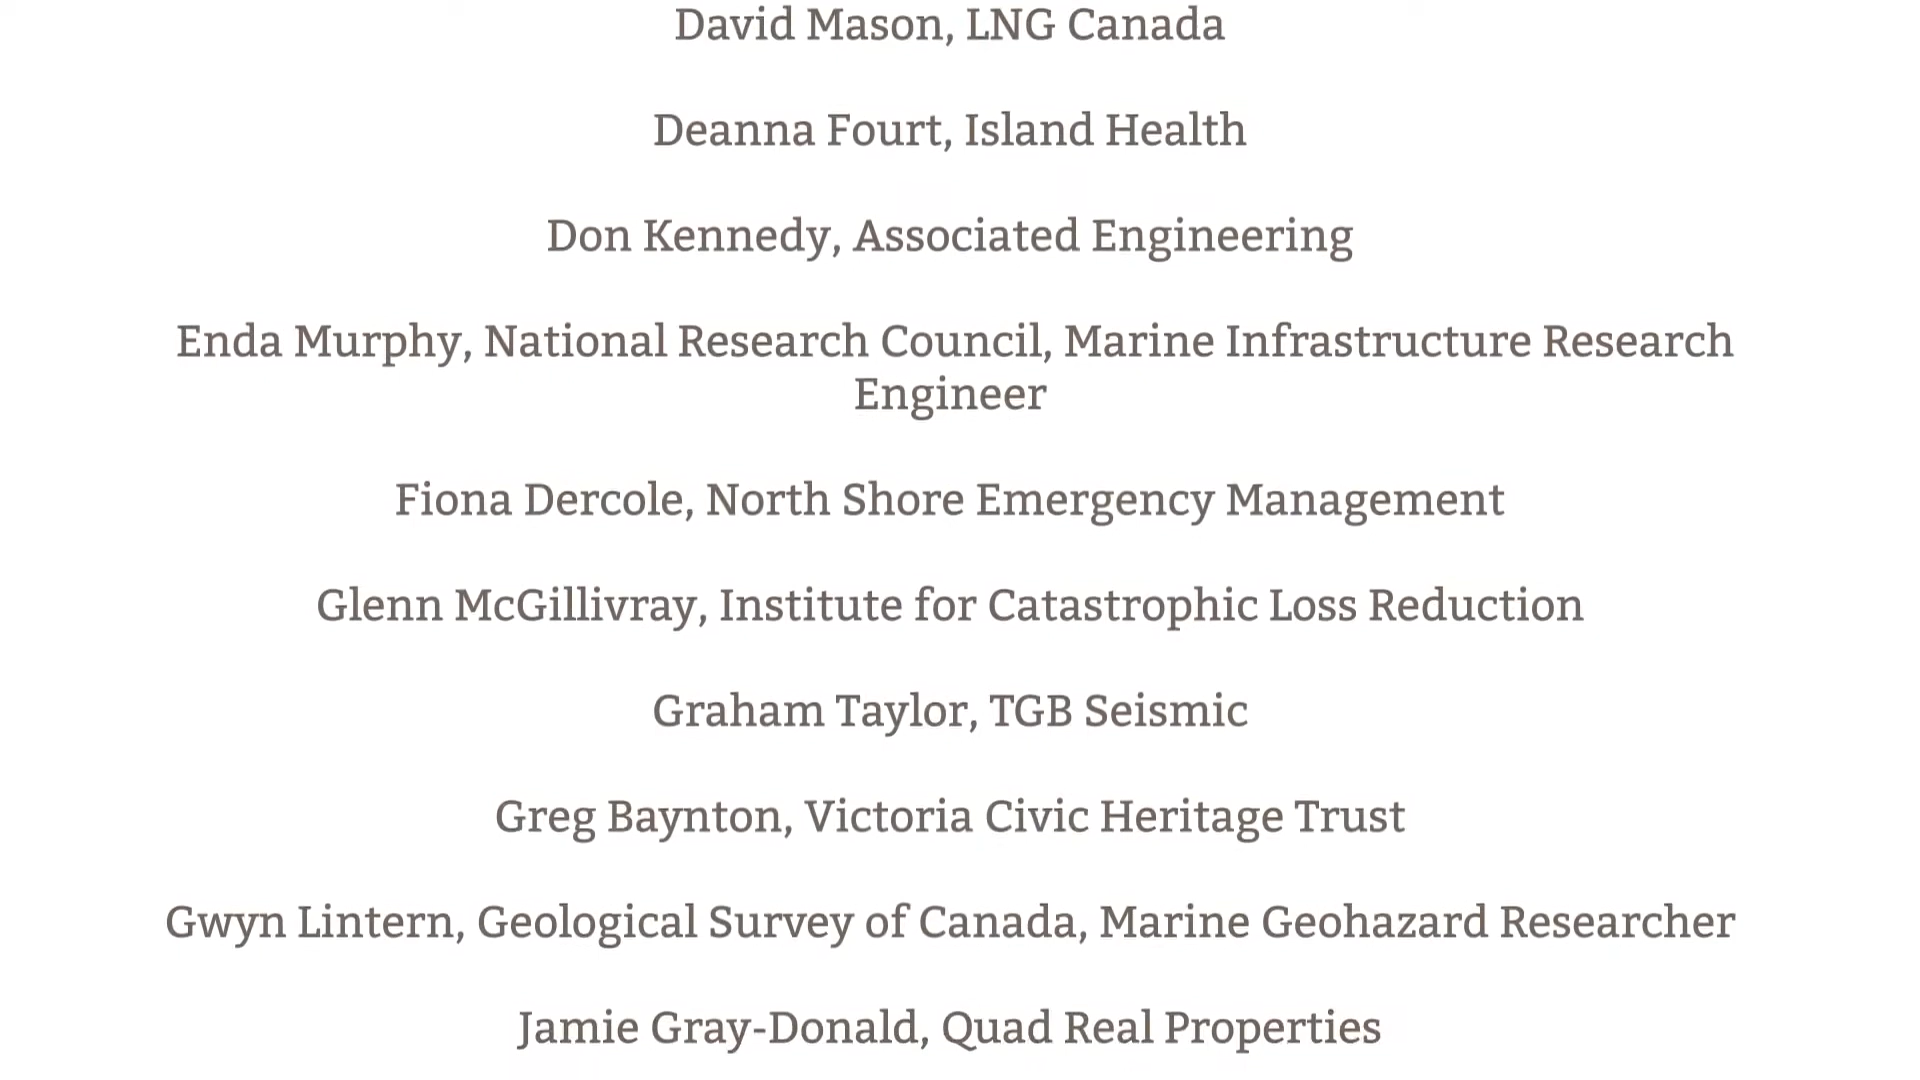 David Mason, LNG Canada
Deanna Fourt, Island Health
Don Kennedy, Associated Engineering
Enda Murphy, National Research Council, Marine Infrastructure Research
Engineer
Fiona Dercole, North Shore Emergency Management
Glenn McGillivray, Institute for Catastrophic Loss Reduction
Graham Taylor, TGB Seismic
Greg Baynton, Victoria Civic Heritage Trust
Gwyn Lintern, Geological Survey of Canada, Marine Geohazard Researcher
Jamie Gray-Donald, Quad Real Properties